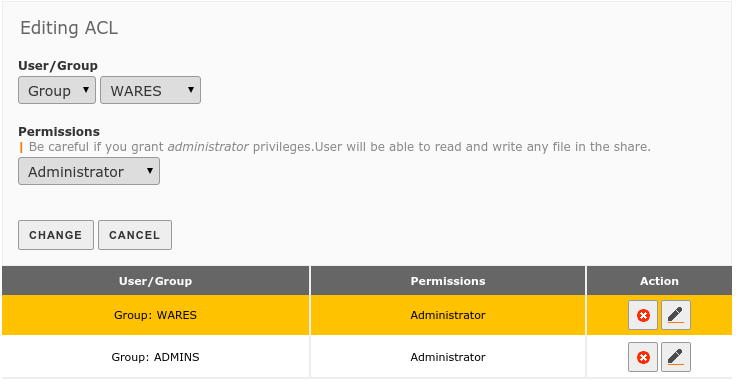 Editing ACL
User/Group
Group WARES
Permissions
Be careful if you grant administrator privileges.User will be able to read and write any file in the share.
Administrator
CHANGE CANCEL
User/Group Permissions Action
Group: WARES Administrator
Group: ADMINS Administrator